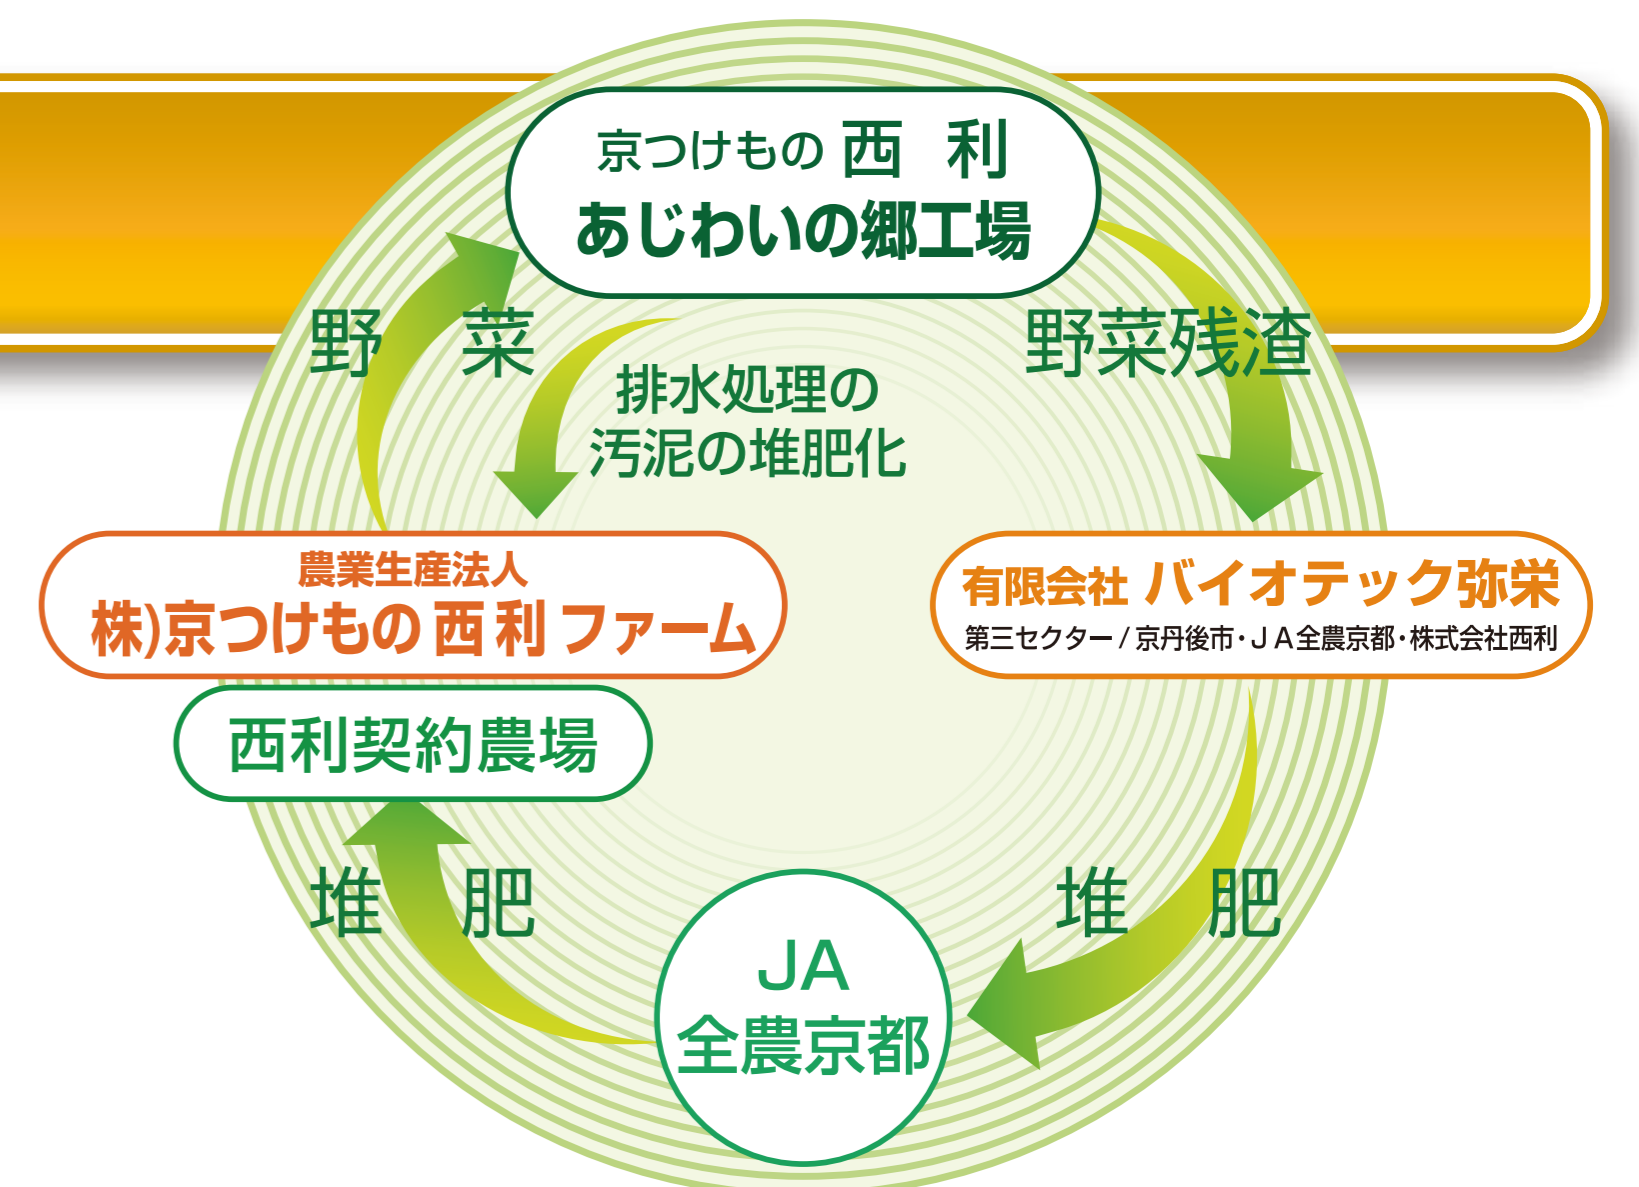 京つけもの 西 利
あじわいの郷工場
野 菜
野菜残渣
排水処理の
汚泥の堆肥化
農業生産法人
株)京つけもの 西 利 ファーム
有限会社 バイオテック弥栄
第三セクター / 京丹後市・JA全農京都・株式会社西利
西利契約農場
堆 肥
堆 肥
JA
全農京都